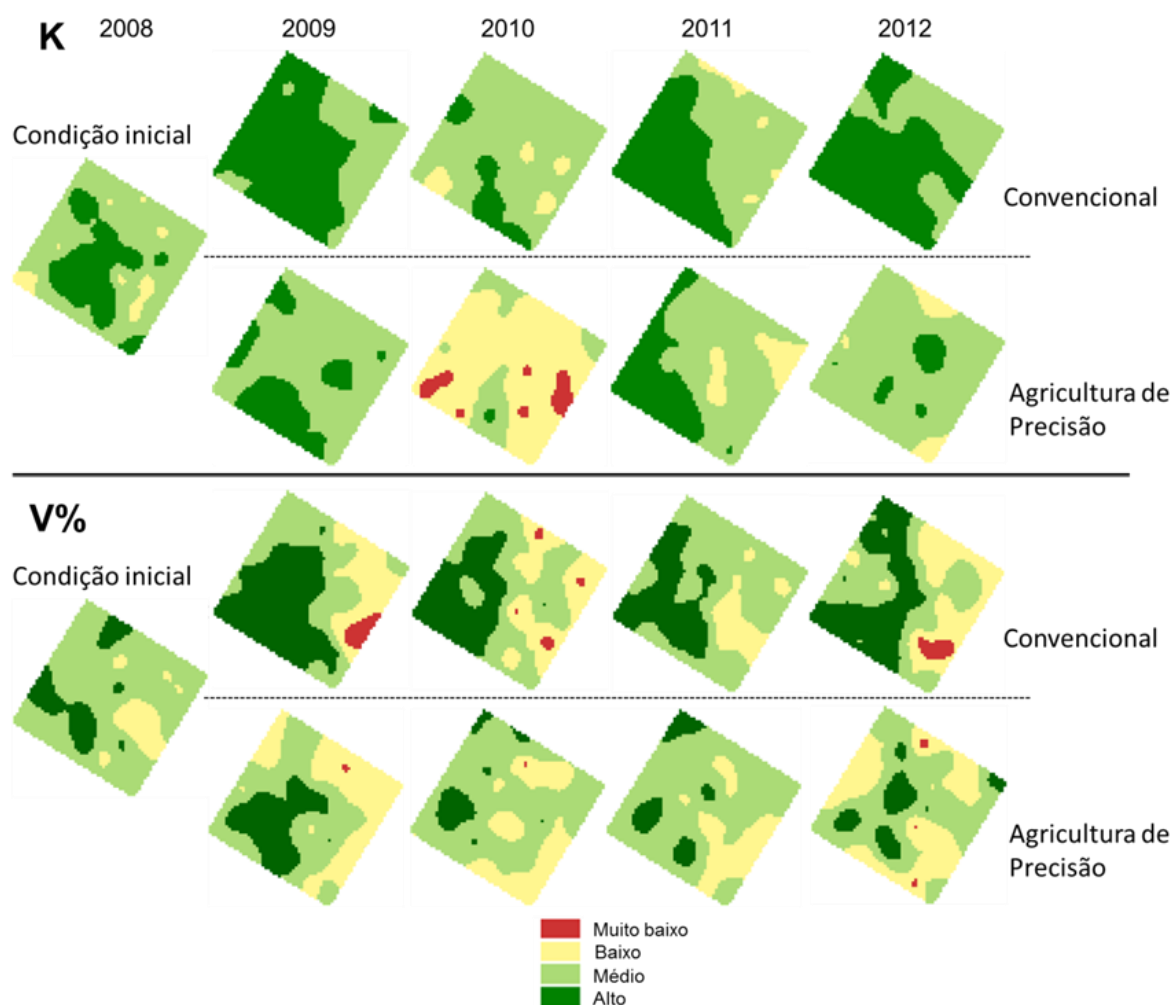 K
2008
2009
2010
2011
2012
Condição inicial
Convencional
Agricultura de
Precisão
V%
Condição inicial
Convencional
Agricultura de
Precisão
Muito baixo
Baixo
Médio
Alto